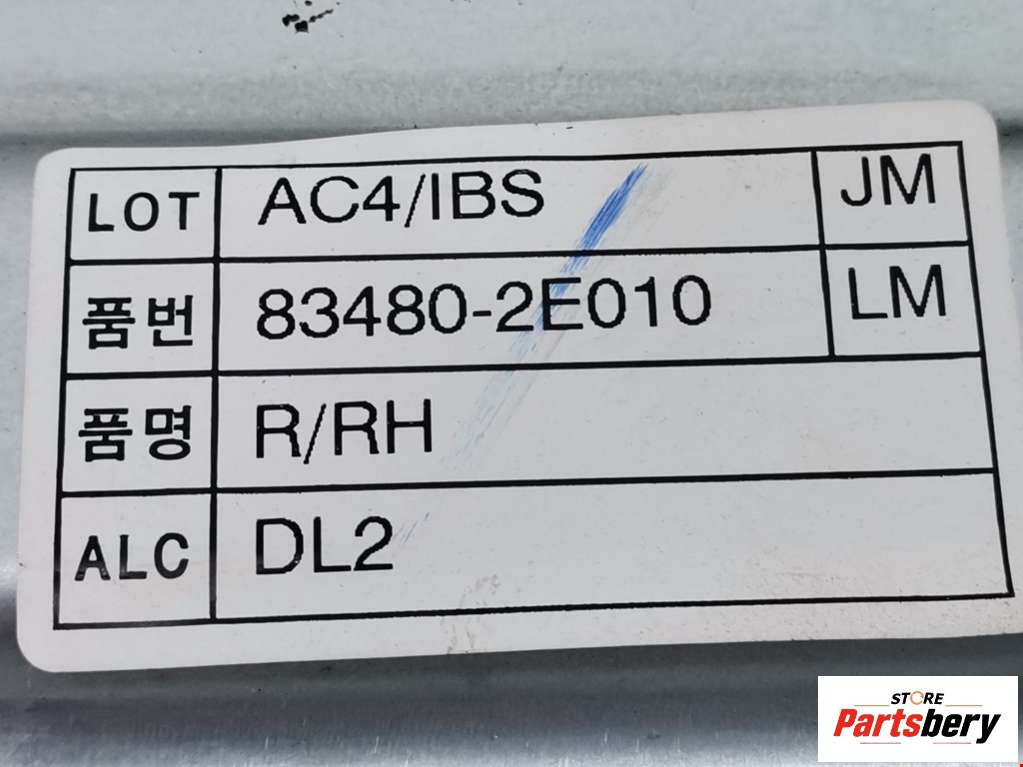 LOT AC4/IBS JM
품번 83480-2E010 LM
품명 R/RH
ALC DL2
STORE
Partsbery